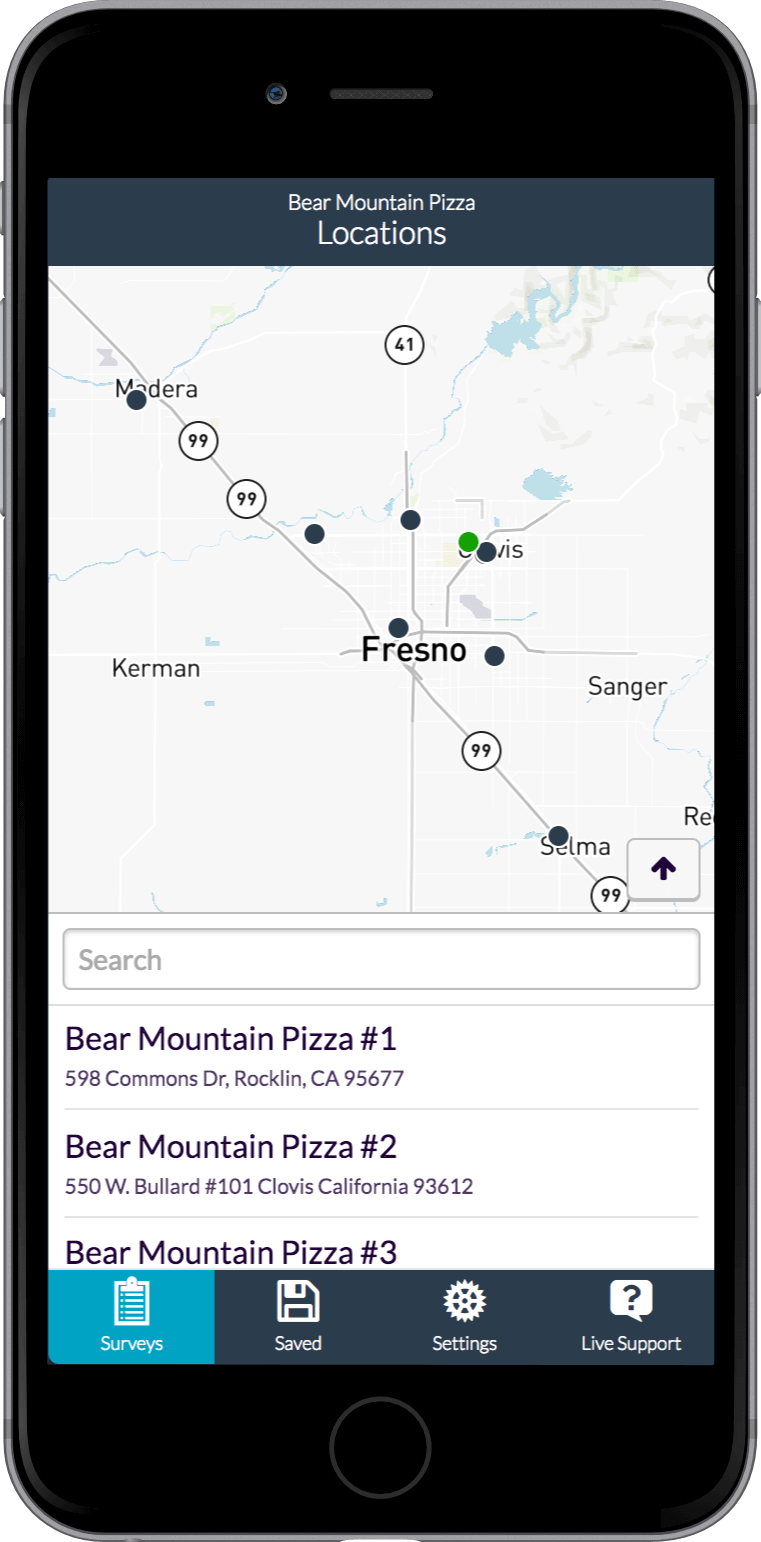 Bear Mountain Pizza
Locations
41
Madera
99
99
Clovis
Fresno
Kerman
Sanger
99
Re
Selma
99
Search
Bear Mountain Pizza #1
598 Commons Dr, Rocklin, CA 95677
Bear Mountain Pizza #2
550 W. Bullard #101 Clovis California 93612
Bear Mountain Pizza #3
Surveys
Saved
Settings
Live Support